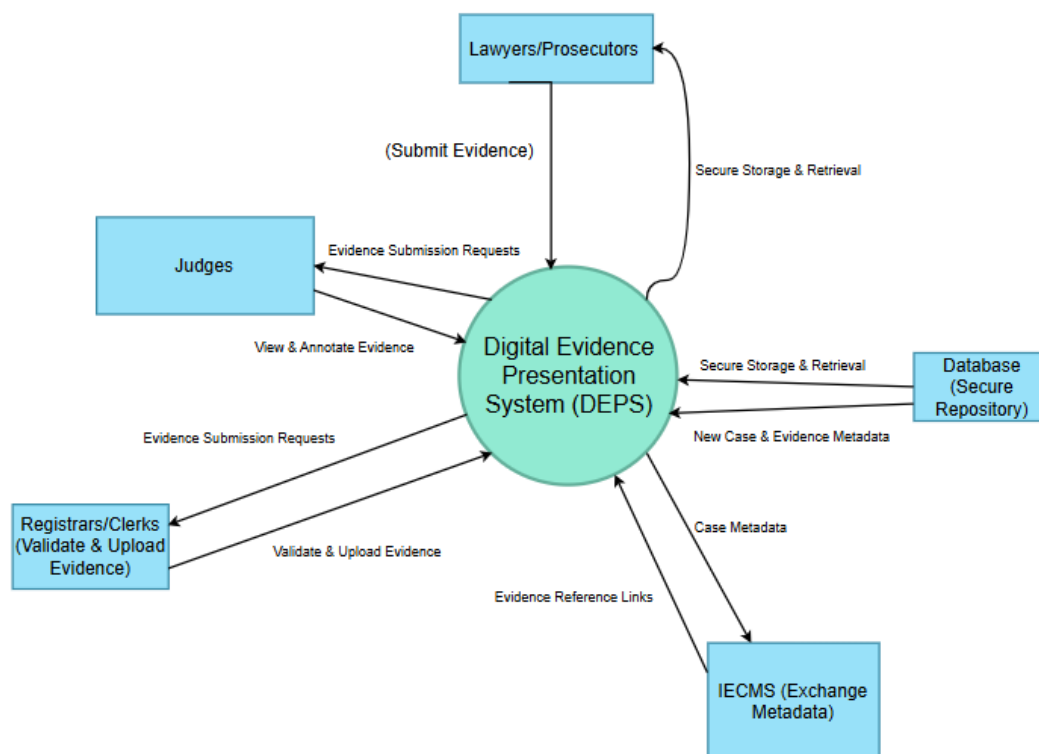 Lawyers/Prosecutors
(Submit Evidence)
Secure Storage & Retrieval
Judges
Evidence Submission Requests
View & Annotate Evidence
Digital Evidence
Presentation
System (DEPS)
Secure Storage & Retrieval
Database
(Secure
Repository)
New Case & Evidence Metadata
Evidence Submission Requests
Registrars/Clerks
(Validate & Upload
Evidence)
Validate & Upload Evidence
Case Metadata
Evidence Reference Links
IECMS (Exchange
Metadata)